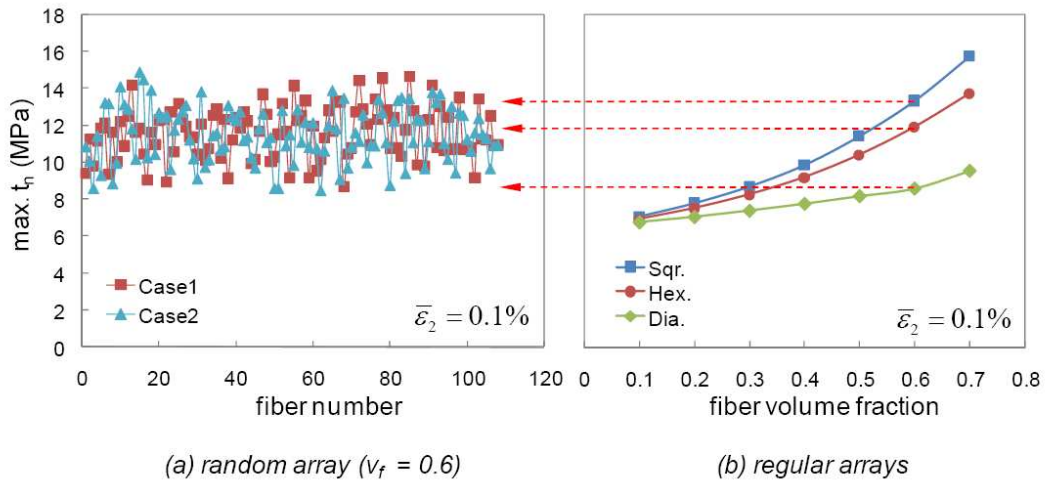 max. tₙ (MPa)
18
16
14
12
10
8
6
4
2
0
Case1
Case2
ε̅₂ = 0.1%
0 20 40 60 80 100 120
fiber number
(a) random array (v_f = 0.6)
Sqr.
Hex.
Dia.
ε̅₂ = 0.1%
0 0.1 0.2 0.3 0.4 0.5 0.6 0.7 0.8
fiber volume fraction
(b) regular arrays